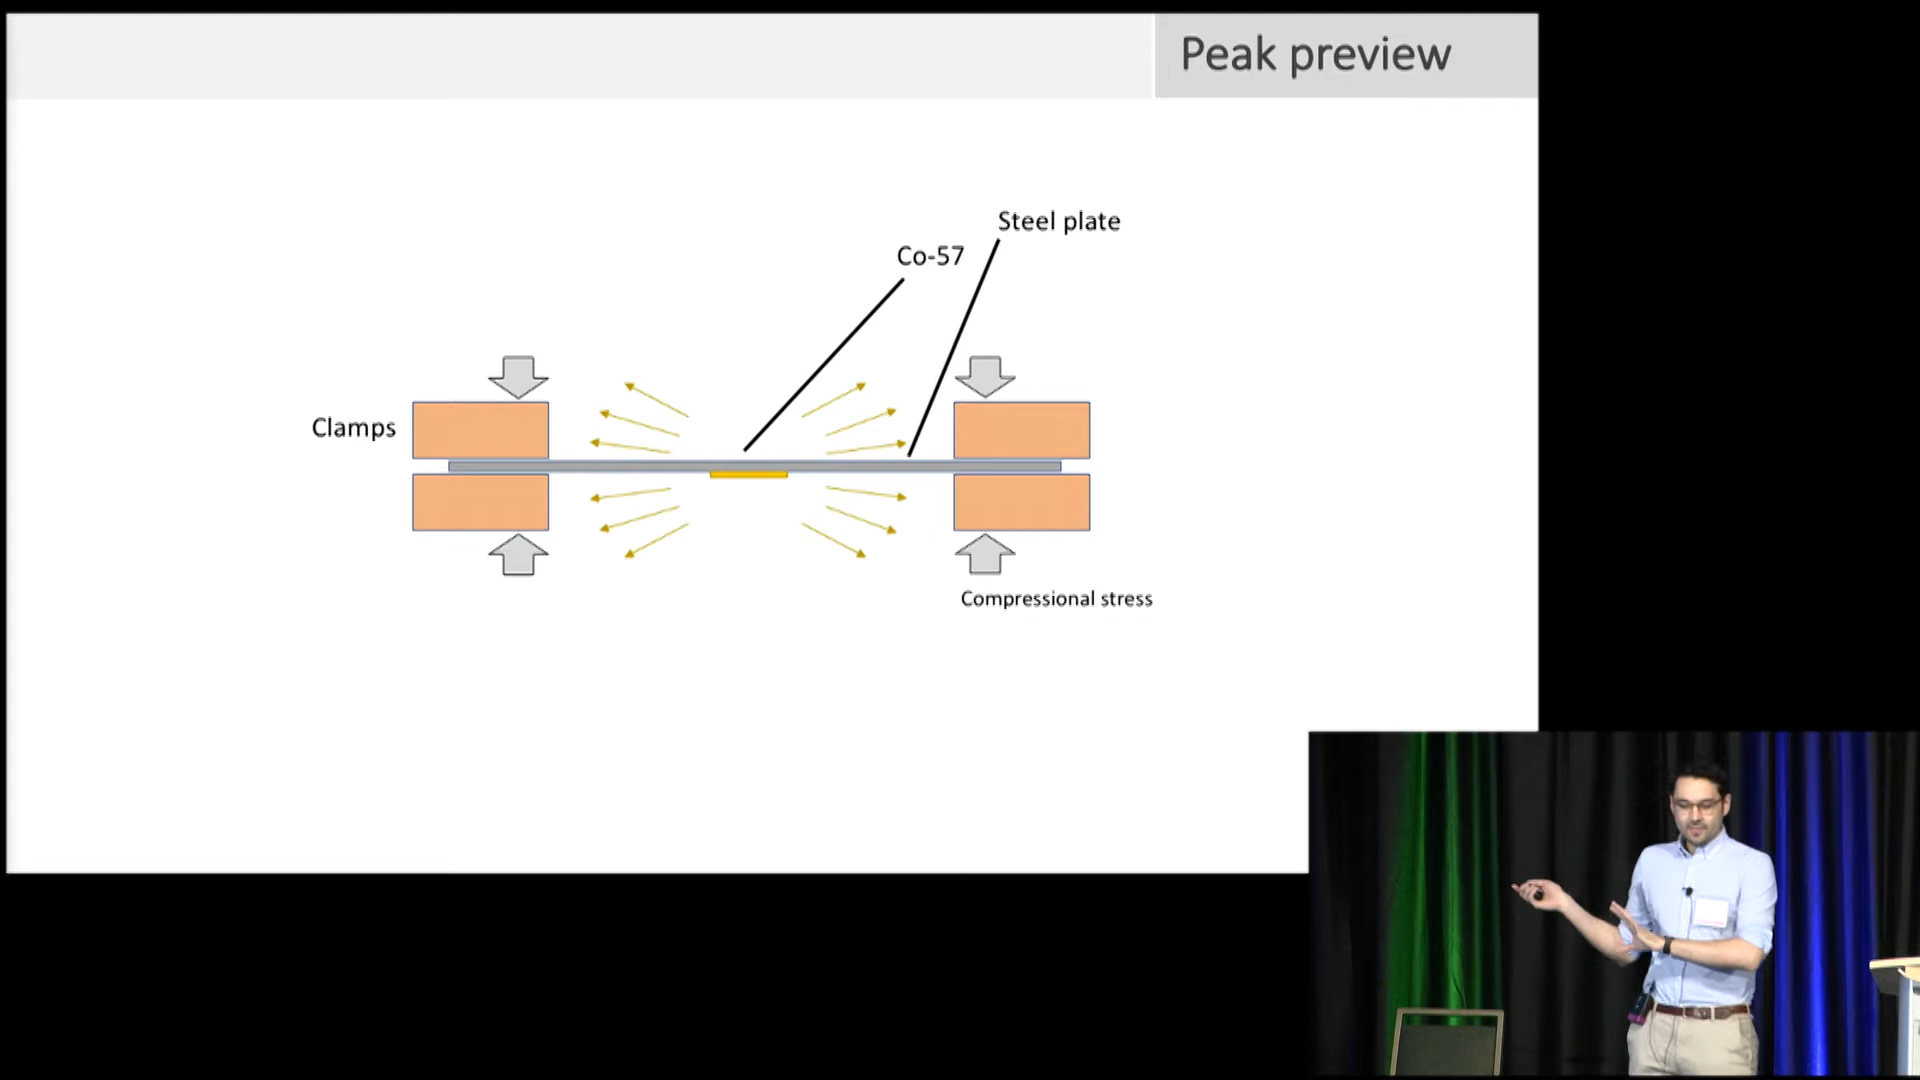 Peak preview
Steel plate
Co-57
Clamps
Compressional stress